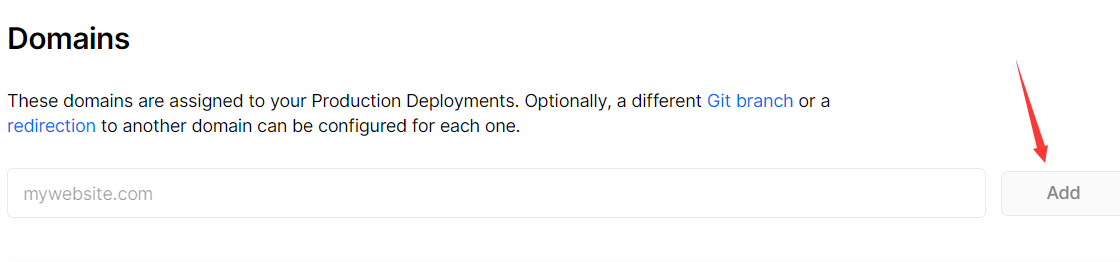 Domains
These domains are assigned to your Production Deployments. Optionally, a different Git branch or a
redirection to another domain can be configured for each one.
mywebsite.com
Add